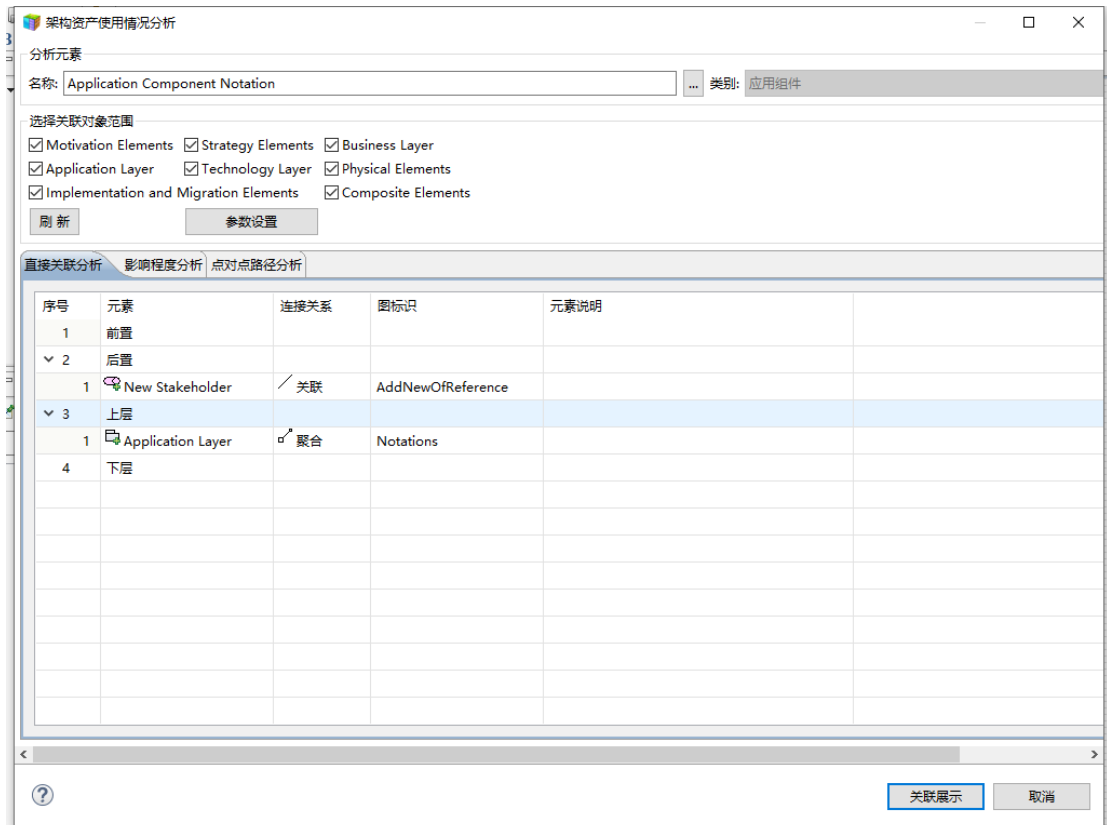 架构资产使用情况分析
分析元素
名称: Application Component Notation ... 类别: 应用组件
选择关联对象范围
Motivation Elements Strategy Elements Business Layer
Application Layer Technology Layer Physical Elements
Implementation and Migration Elements Composite Elements
刷 新 参数设置
直接关联分析 影响程度分析 点对点路径分析
序号 元素 连接关系 图标识 元素说明
1 前置
2 后置
1 New Stakeholder 关联 AddNewOfReference
3 上层
1 Application Layer 聚合 Notations
4 下层
? 关联展示 取消